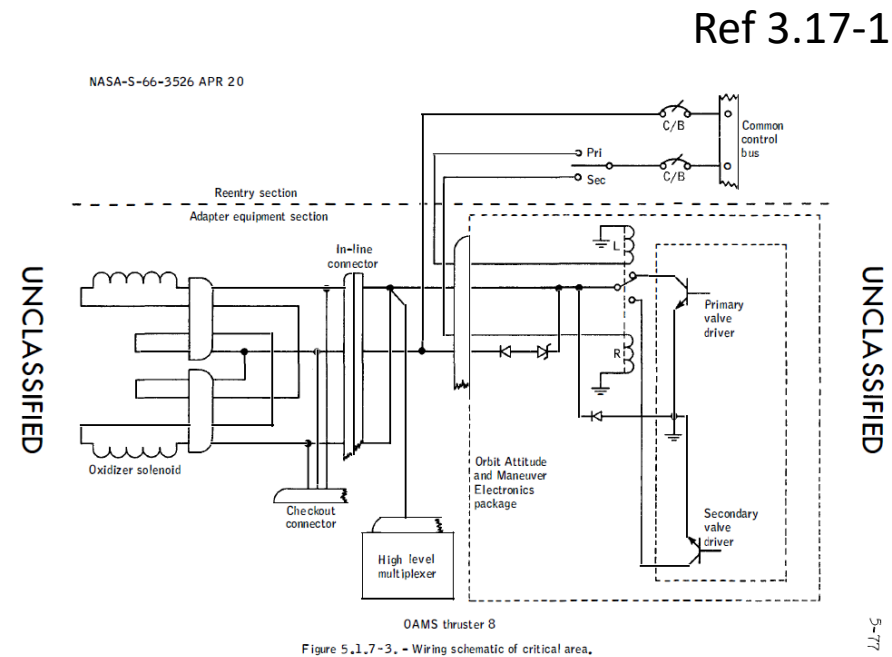 Ref 3.17-1
NASA-S-66-3526 APR 20
C/B
Common
control
bus
Pri
Sec
C/B
Reentry section
Adapter equipment section
In-line
connector
L
Primary
valve
driver
R
UNCLASSIFIED
UNCLASSIFIED
Oxidizer solenoid
Checkout
connector
Orbit Attitude
and Maneuver
Electronics
package
Secondary
valve
driver
High level
multiplexer
OAMS thruster 8
Figure 5.1.7-3. - Wiring schematic of critical area.
5-77